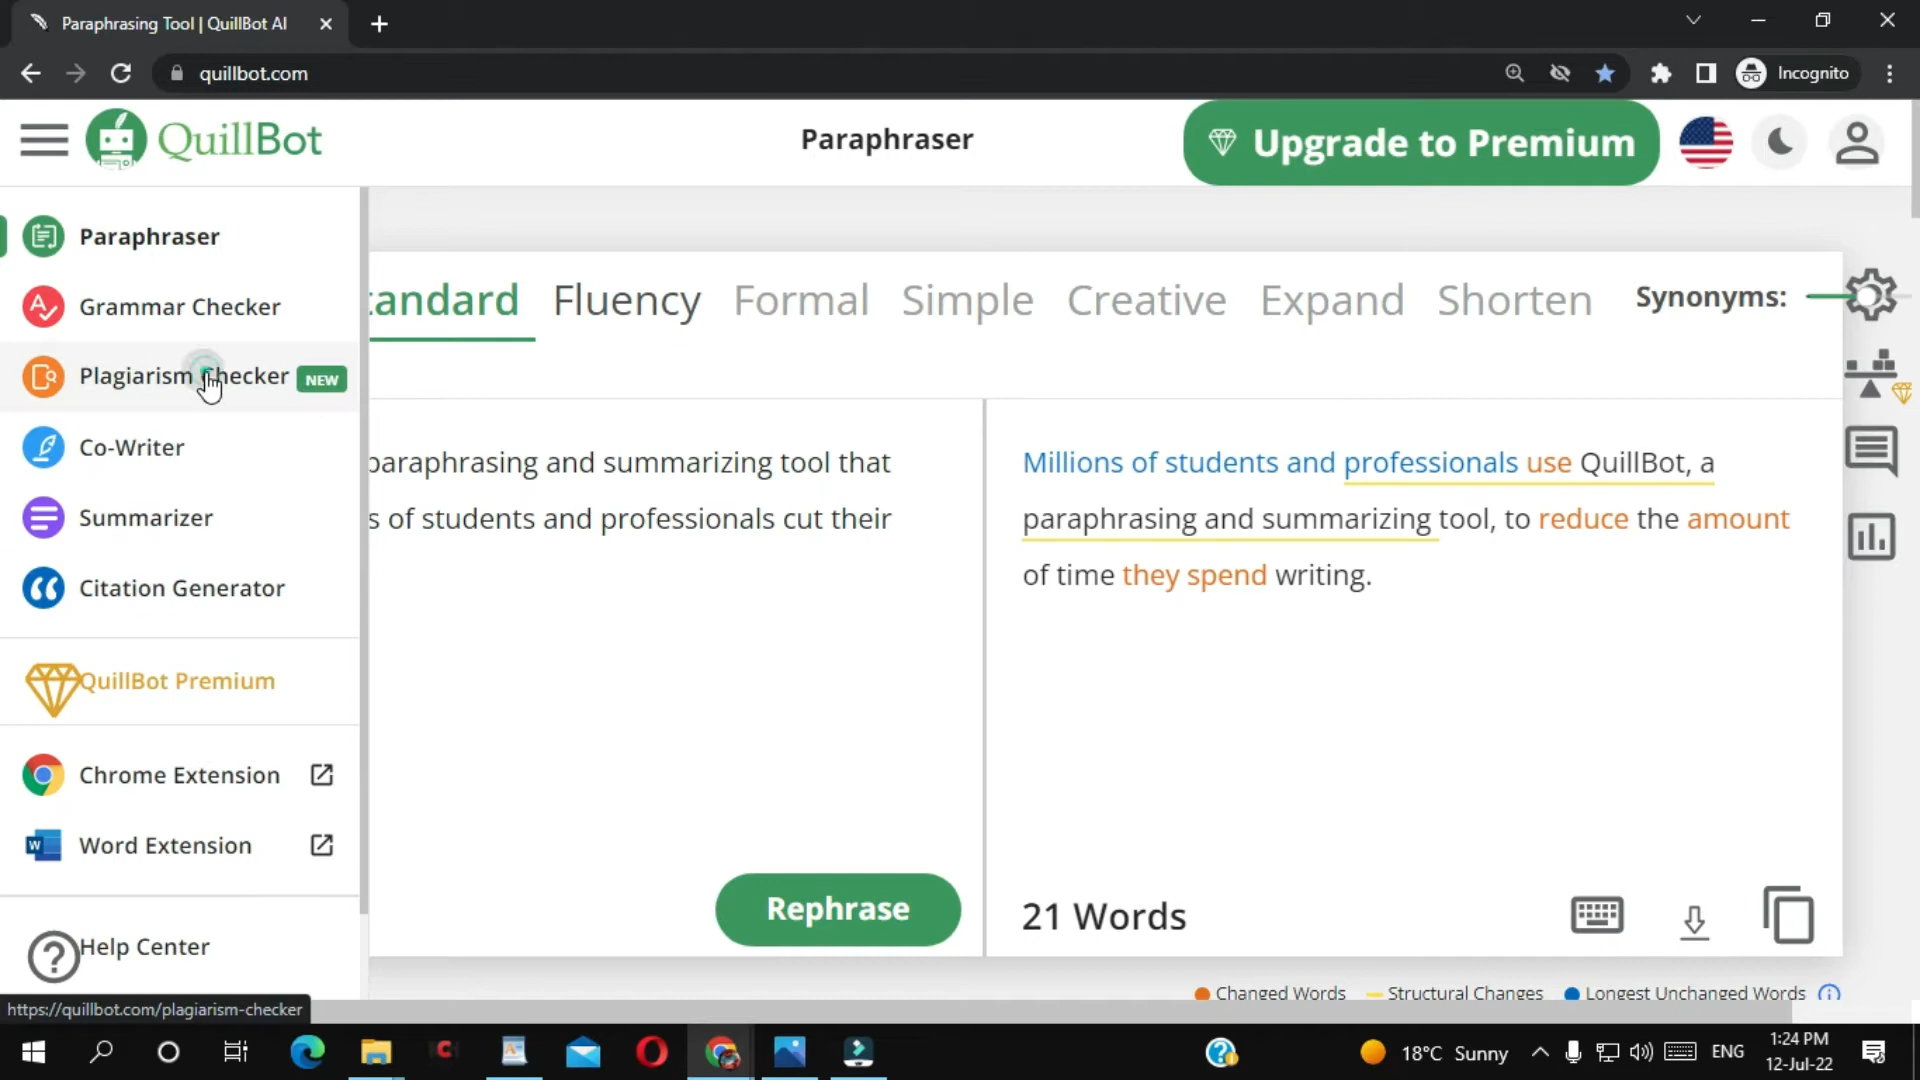 Paraphrasing Tool | QuillBot AI
quillbot.com
Incognito
QuillBot
Paraphraser
Upgrade to Premium
Paraphraser
Grammar Checker
Plagiarism Checker NEW
Co-Writer
Summarizer
Citation Generator
QuillBot Premium
Chrome Extension
Word Extension
Help Center
https://quillbot.com/plagiarism-checker
tandard Fluency Formal Simple Creative Expand Shorten Synonyms:
paraphrasing and summarizing tool that
s of students and professionals cut their
Rephrase
Millions of students and professionals use QuillBot, a
paraphrasing and summarizing tool, to reduce the amount
of time they spend writing.
21 Words
Changed Words Structural Changes Longest Unchanged Words
18°C Sunny
ENG
1:24 PM
12-Jul-22